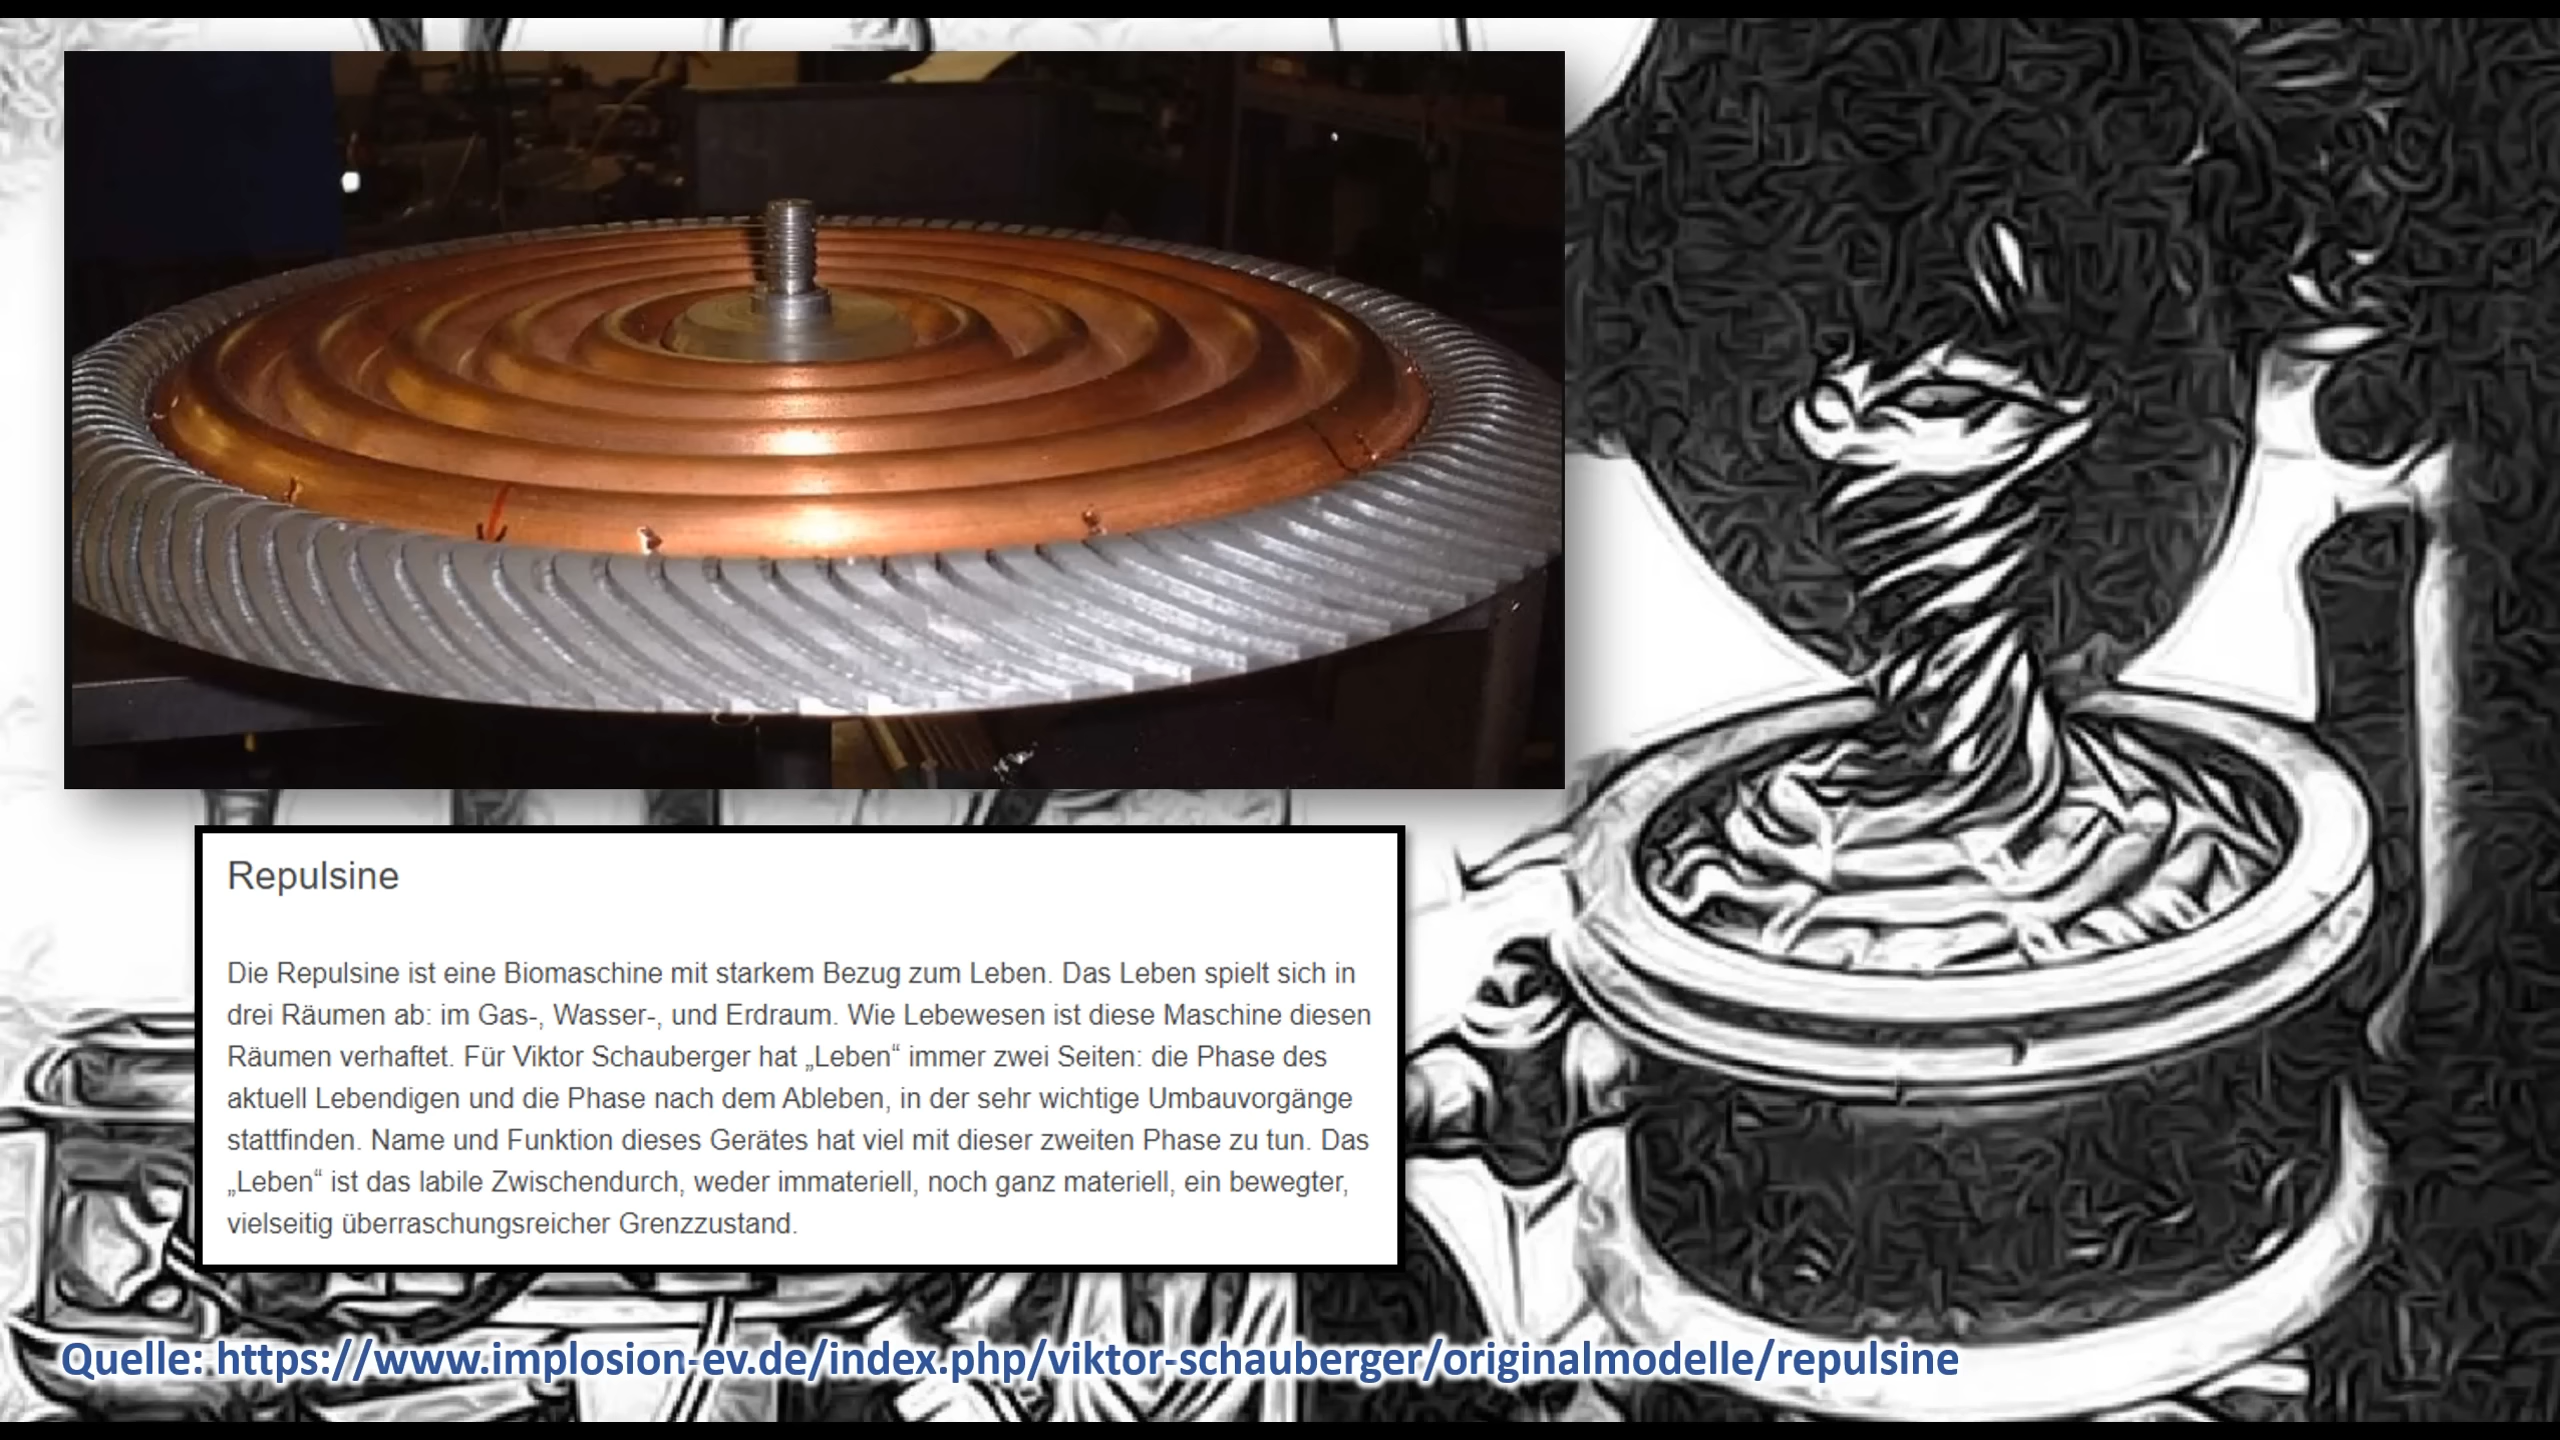 Repulsine
Die Repulsine ist eine Biomaschine mit starkem Bezug zum Leben. Das Leben spielt sich in
drei Räumen ab: im Gas-, Wasser-, und Erdraum. Wie Lebewesen ist diese Maschine diesen
Räumen verhaftet. Für Viktor Schauberger hat „Leben“ immer zwei Seiten: die Phase des
aktuell Lebendigen und die Phase nach dem Ableben, in der sehr wichtige Umbauvorgänge
stattfinden. Name und Funktion dieses Gerätes hat viel mit dieser zweiten Phase zu tun. Das
„Leben“ ist das labile Zwischendurch, weder immateriell, noch ganz materiell, ein bewegter,
vielseitig überraschungsreicher Grenzzustand.
Quelle: https://www.implosion-ev.de/index.php/viktor-schauberger/originalmodelle/repulsine